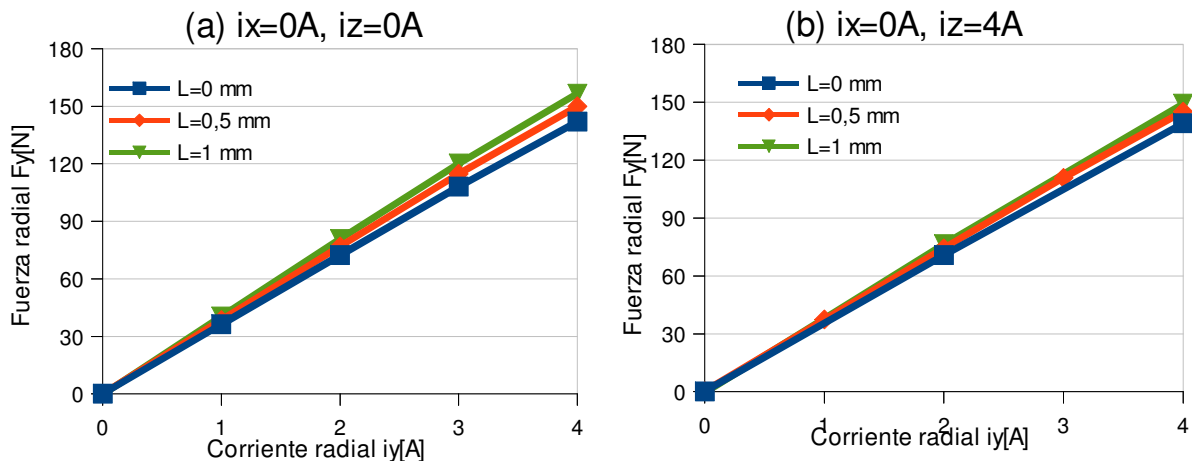 (a) ix=0A, iz=0A
180
150
120
90
60
30
0
Fuerza radial Fy[N]
L=0 mm
L=0,5 mm
L=1 mm
0
1
2
3
4
Corriente radial iy[A]
(b) ix=0A, iz=4A
180
150
120
90
60
30
0
Fuerza radial Fy[N]
L=0 mm
L=0,5 mm
L=1 mm
0
1
2
3
4
Corriente radial iy[A]